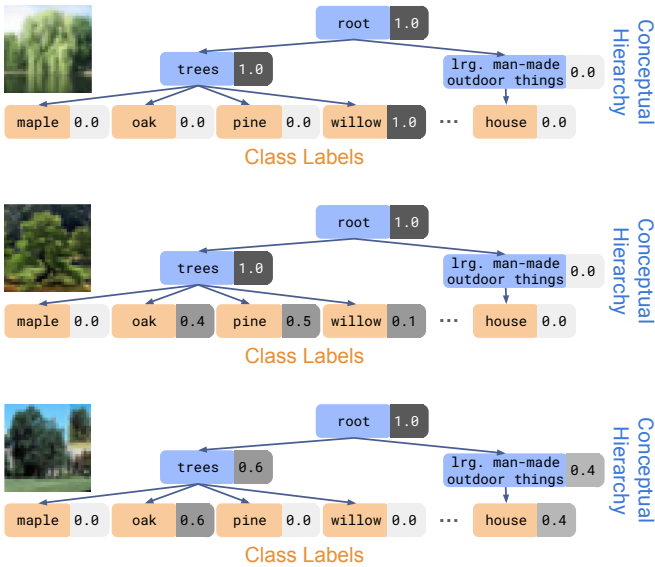 root 1.0
trees 1.0
lrg. man-made
outdoor things 0.0
maple 0.0 oak 0.0 pine 0.0 willow 1.0 ... house 0.0
Class Labels
Conceptual
Hierarchy
root 1.0
trees 1.0
lrg. man-made
outdoor things 0.0
maple 0.0 oak 0.4 pine 0.5 willow 0.1 ... house 0.0
Class Labels
Conceptual
Hierarchy
root 1.0
trees 0.6
lrg. man-made
outdoor things 0.4
maple 0.0 oak 0.6 pine 0.0 willow 0.0 ... house 0.4
Class Labels
Conceptual
Hierarchy